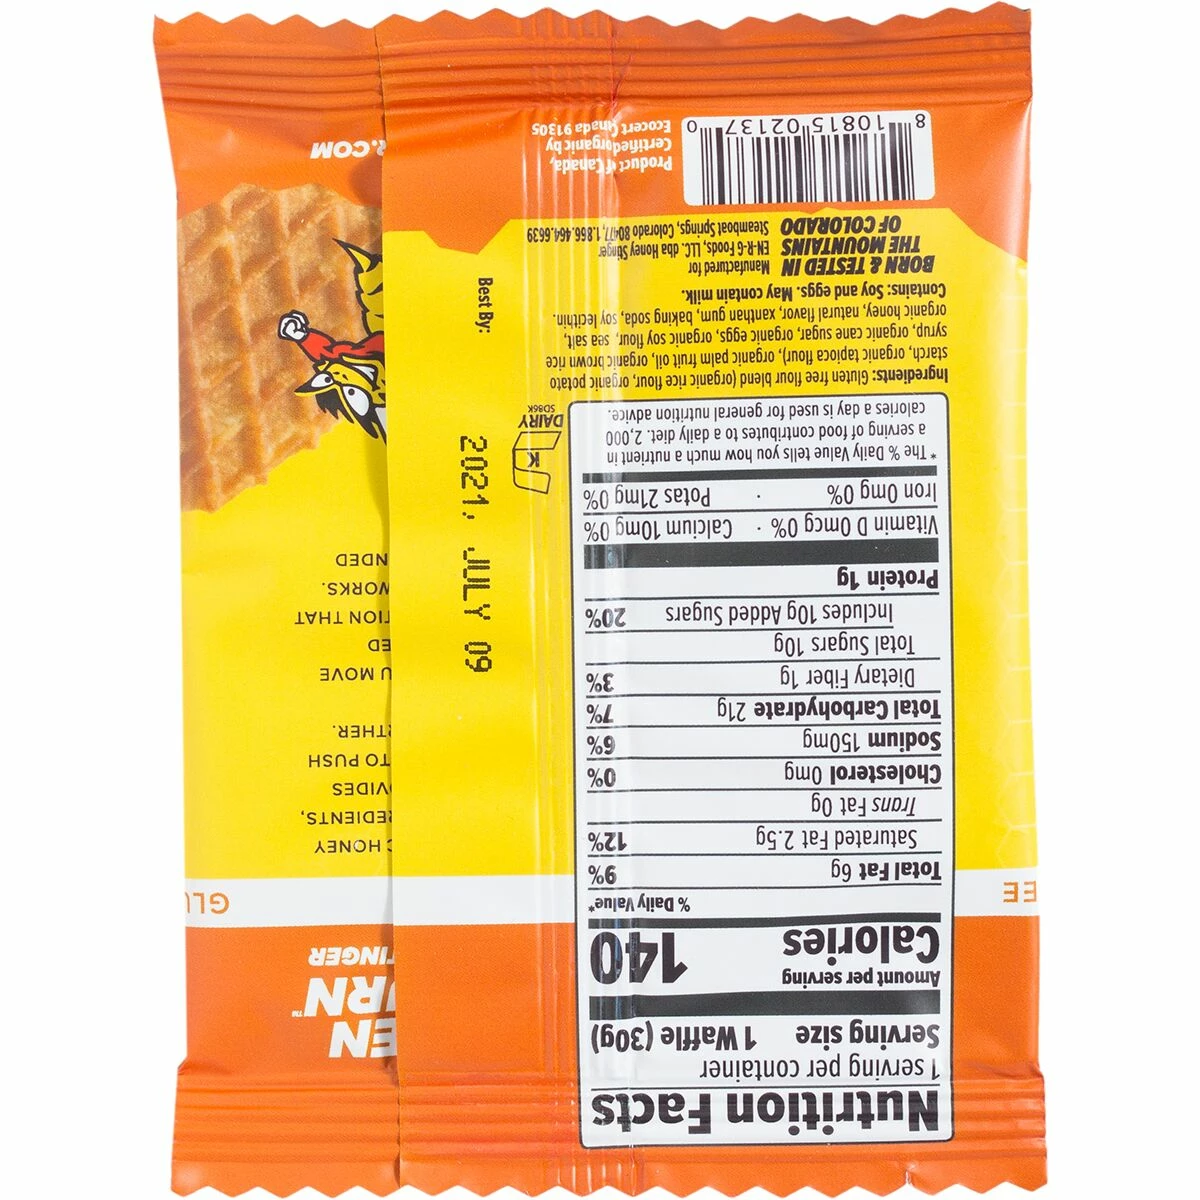 Nutrition Facts
1 serving per container
Serving size 1 Waffle (30g)
Amount per serving
Calories 140
% Daily Value*
Total Fat 6g 9%
Saturated Fat 2.5g 12%
Trans Fat 0g
Cholesterol 0mg 0%
Sodium 150mg 6%
Total Carbohydrate 21g 7%
Dietary Fiber 1g 3%
Total Sugars 10g
Includes 10g Added Sugars 20%
Protein 1g
Vitamin D 0mcg 0% · Calcium 10mg 0%
Iron 0mg 0% · Potas 21mg 0%
* The % Daily Value tells you how much a nutrient in
a serving of food contributes to a daily diet. 2,000
calories a day is used for general nutrition advice.
Ingredients: Gluten free flour blend (organic rice flour, organic potato
starch, organic tapioca flour), organic palm fruit oil, organic brown rice
syrup, organic cane sugar, organic eggs, organic soy flour, sea salt,
organic honey, natural flavor, xanthan gum, baking soda, soy lecithin.
Contains: Soy and eggs. May contain milk.
BORN & TESTED IN
THE MOUNTAINS
OF COLORADO
Manufactured for
EN-R-G Foods, LLC. dba Honey Stinger
Steamboat Springs, Colorado 80477, 1.866.464.6639
8 10815 02137 0
Product of Canada,
Certified organic by
Ecocert Canada 91305
K
DAIRY
SD86K
Best By:
2021. JULY 09
EN
URN™
TINGER
EE
GLU
C HONEY
REDIENTS,
VIDES
TO PUSH
RTHER.
U MOVE
ED
TION THAT
WORKS.
NDED
R.COM